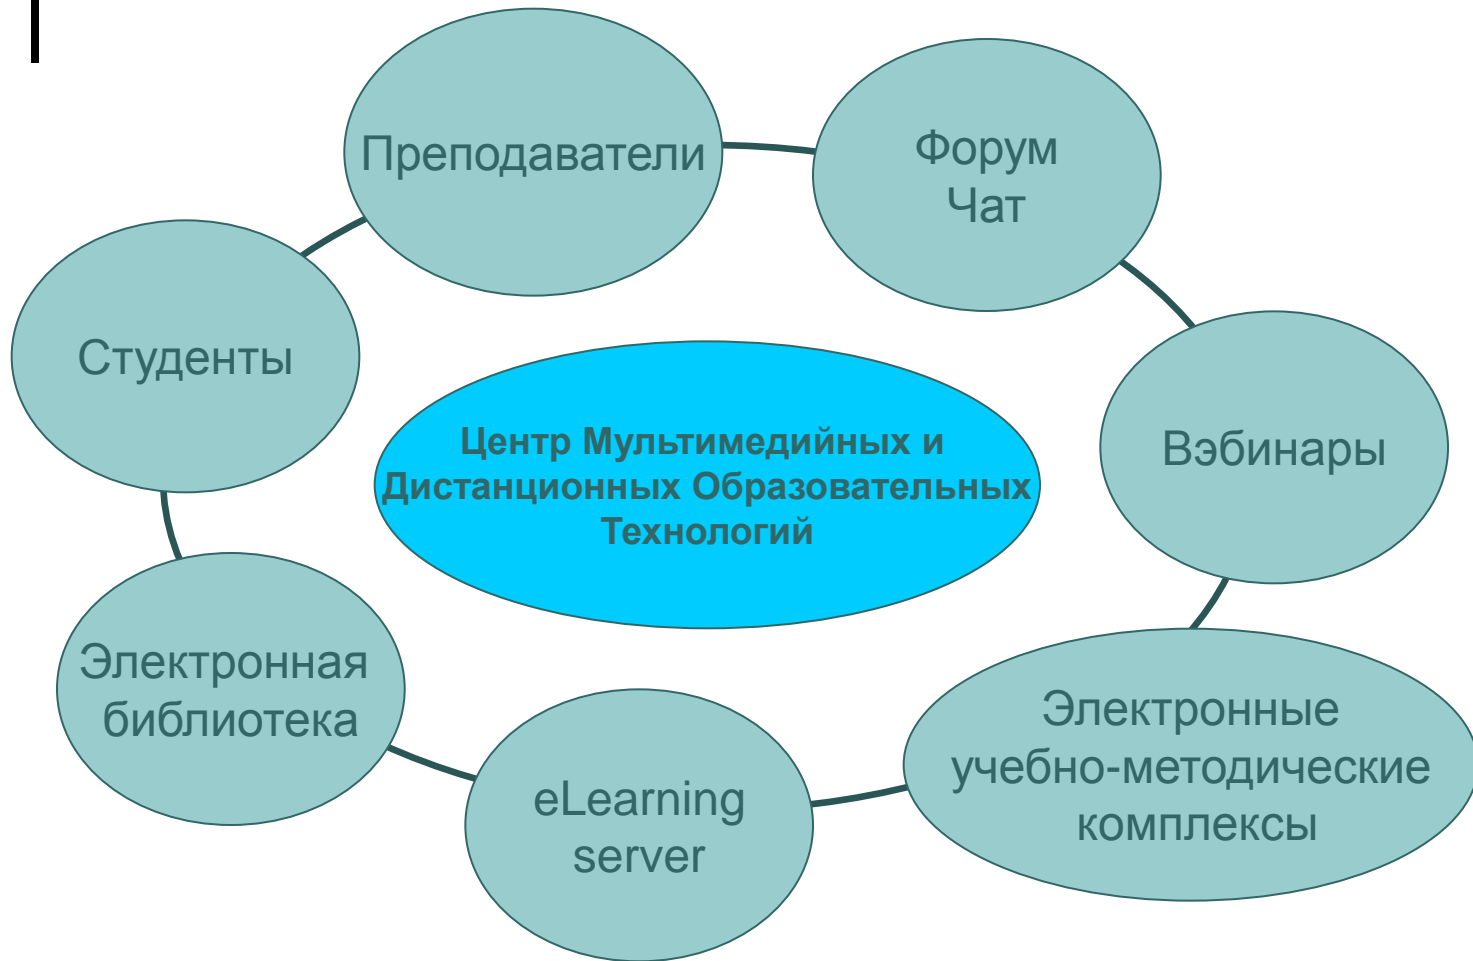 Преподаватели
Форум
Чат
Студенты
Вэбинары
Центр Мультимедийных и
Дистанционных Образовательных
Технологий
Электронная
библиотека
eLearning
server
Электронные
учебно-методические
комплексы